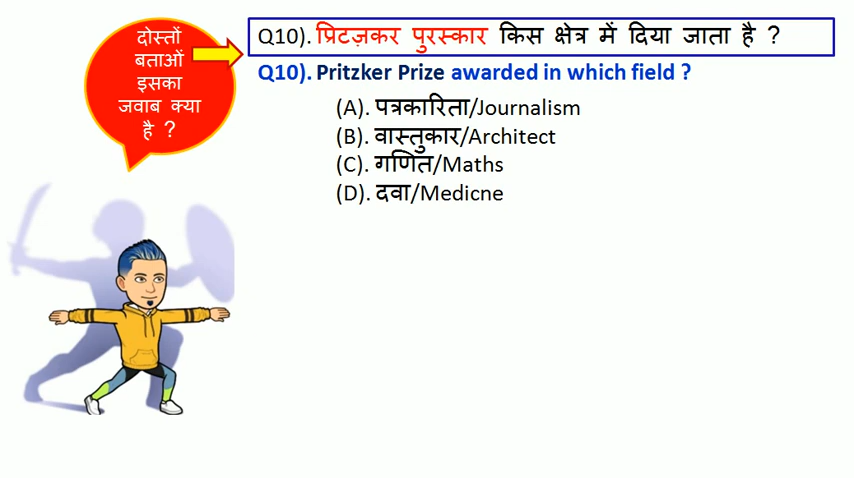 दोस्तों
बताओं
इसका
जवाब क्या
है ?
Q10). प्रिटज़कर पुरस्कार किस क्षेत्र में दिया जाता है ?
Q10). Pritzker Prize awarded in which field ?
(A). पत्रकारिता/Journalism
(B). वास्तुकार/Architect
(C). गणित/Maths
(D). दवा/Medicne